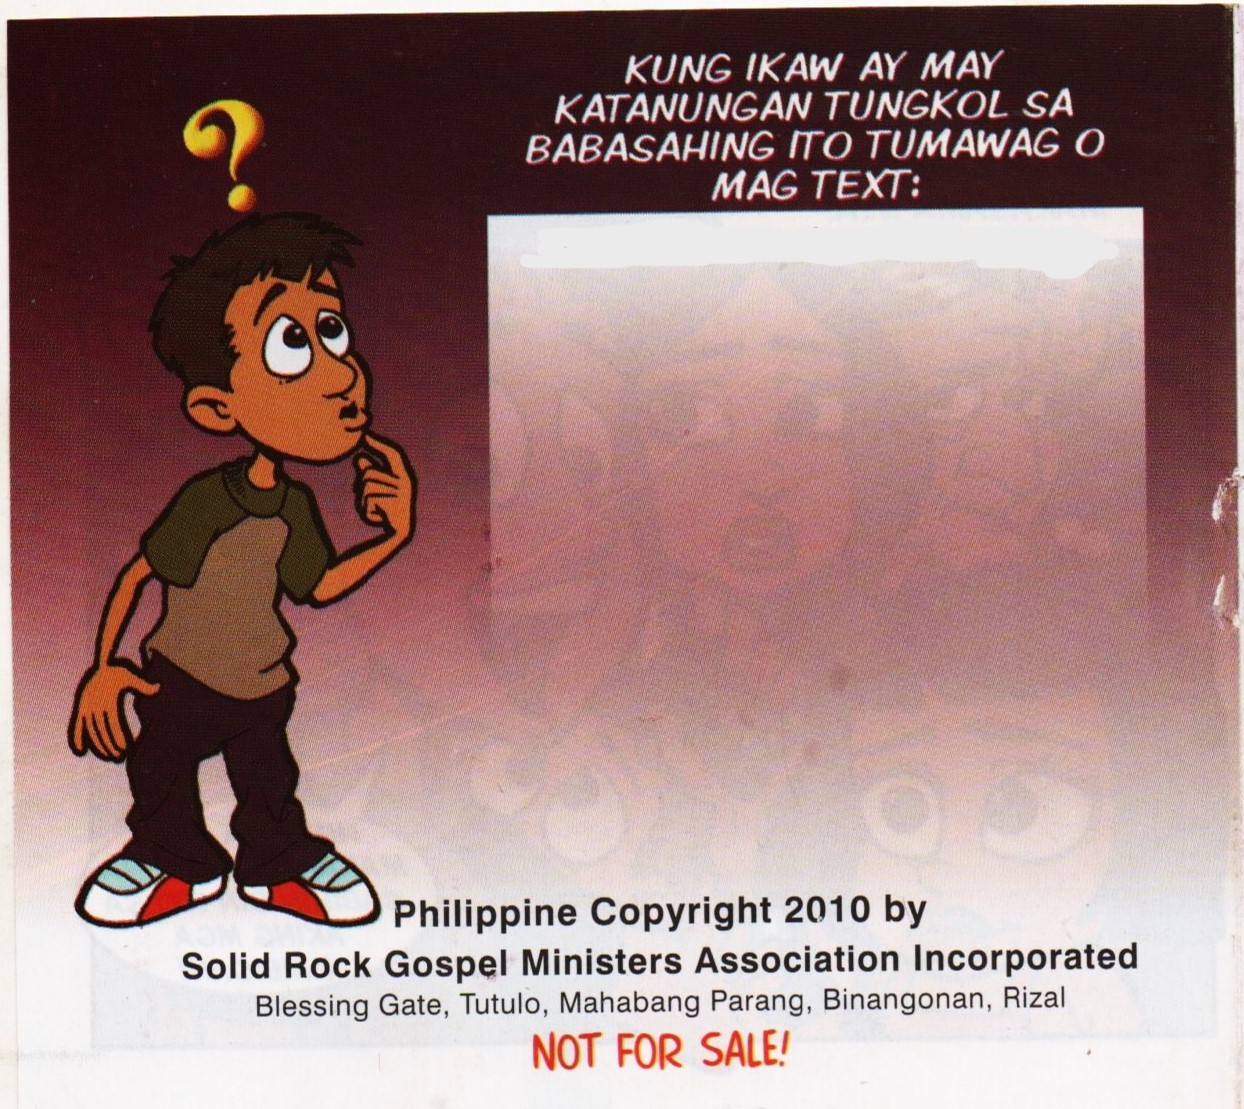 KUNG IKAW AY MAY
KATANUNGAN TUNGKOL SA
BABASAHING ITO TUMAWAG O
MAG TEXT:
Philippine Copyright 2010 by
Solid Rock Gospel Ministers Association Incorporated
Blessing Gate, Tutulo, Mahabang Parang, Binangonan, Rizal
NOT FOR SALE!